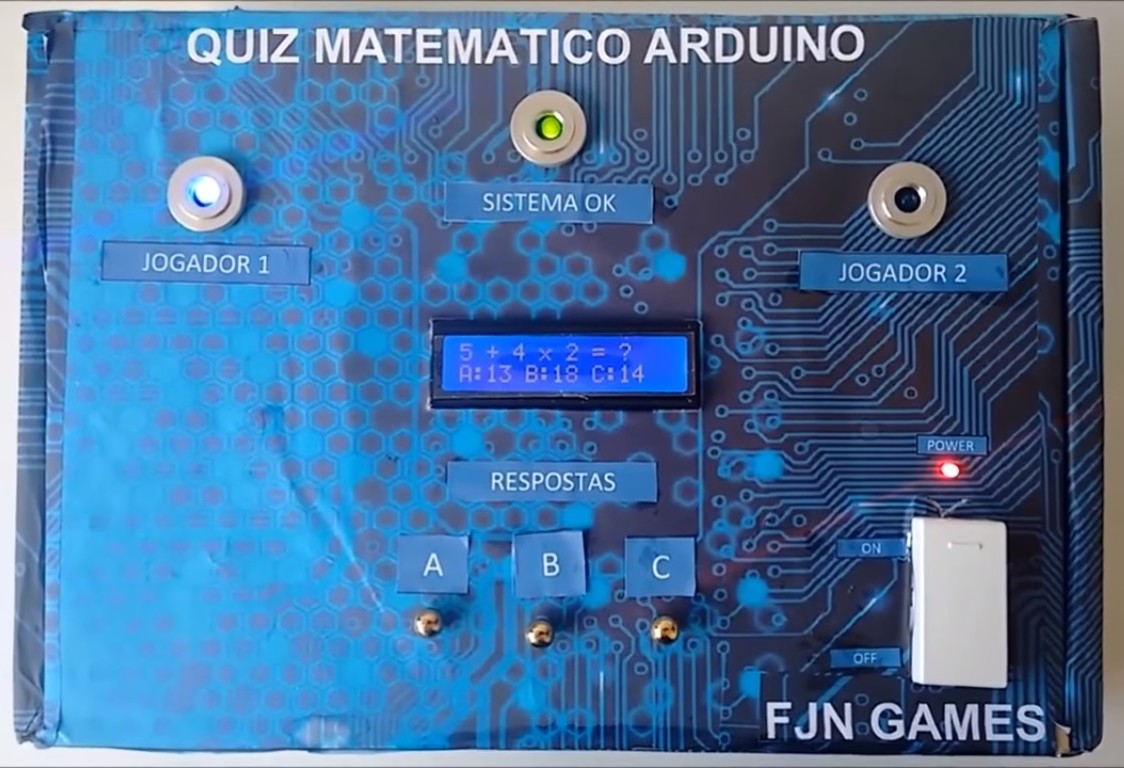 QUIZ MATEMATICO ARDUINO
SISTEMA OK
JOGADOR 1
JOGADOR 2
5 + 4 x 2 = ?
A:13 B:18 C:14
POWER
RESPOSTAS
ON
A B C
OFF
FJN GAMES